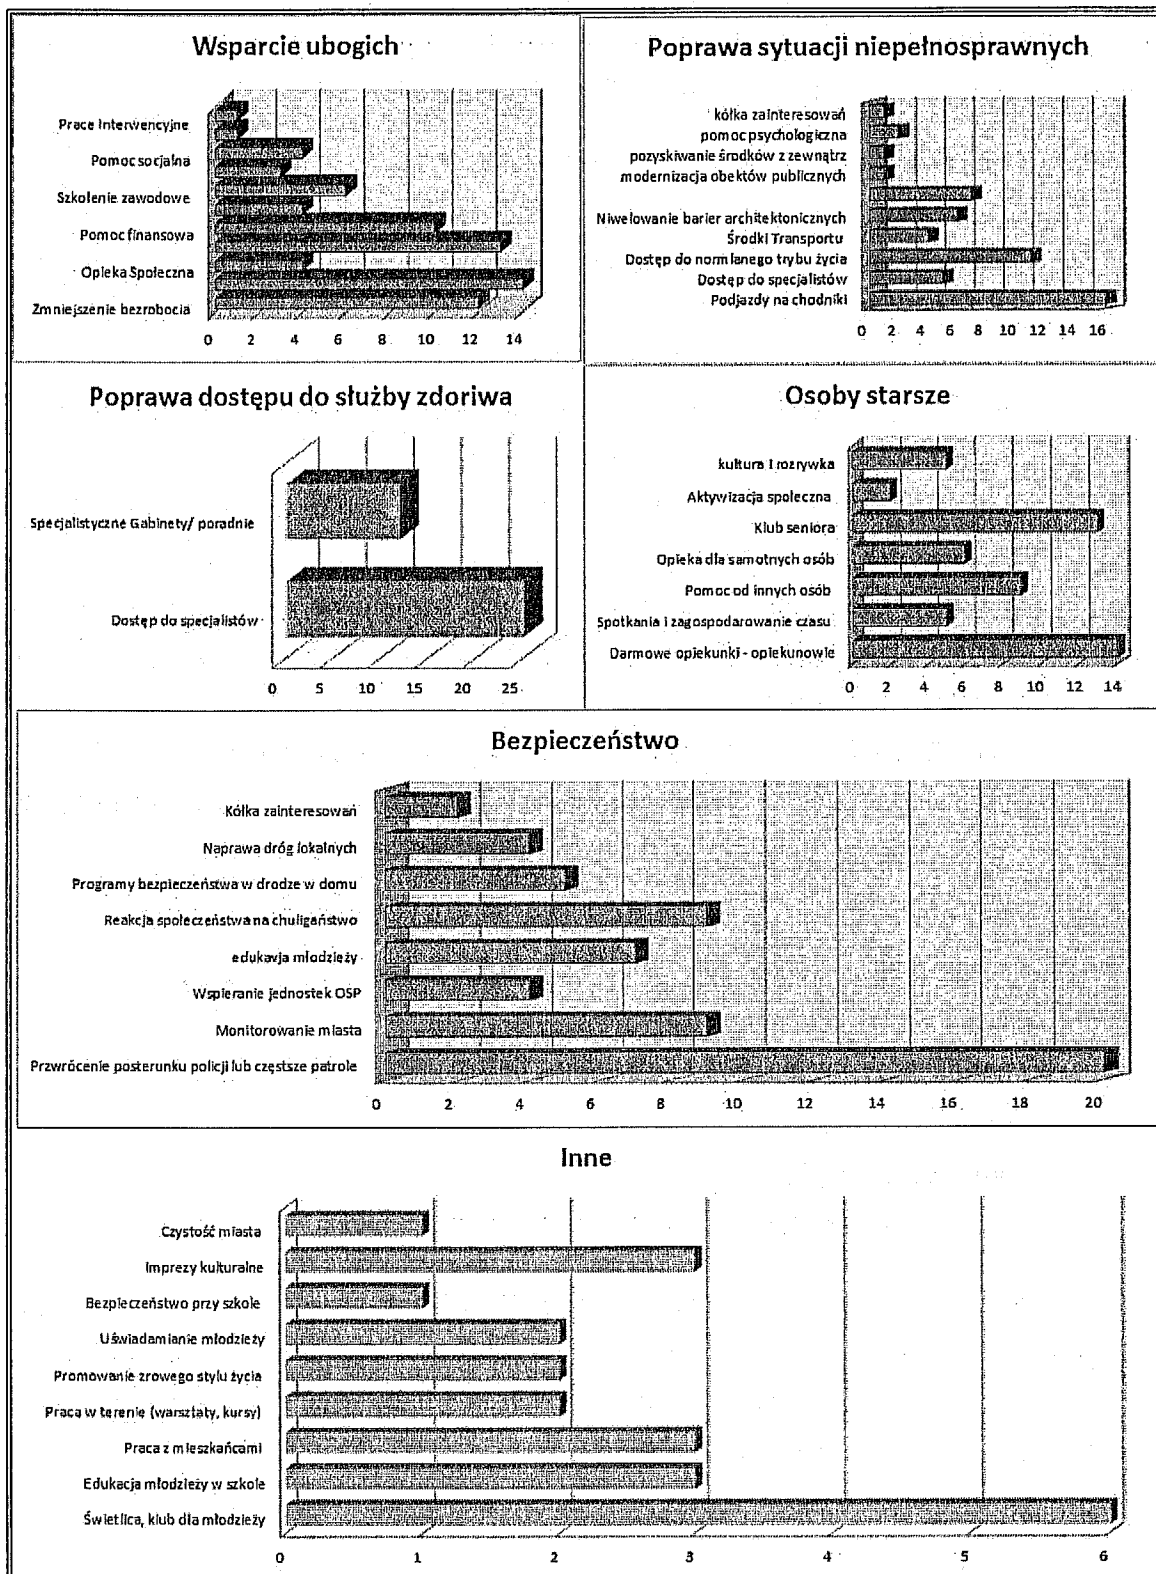 Wsparcie ubogich
Prace Interwencyjne
Pomoc socjalna
Szkolenie zawodowe
Pomoc finansowa
Opieka Społeczna
Zmniejszenie bezrobocia
0 2 4 6 8 10 12 14
Poprawa sytuacji niepełnosprawnych
kółka zainteresowań
pomoc psychologiczna
pozyskiwanie środków z zewnątrz
modernizacja obektów publicznych
Niwelowanie barier architektonicznych
Środki Transportu
Dostęp do normlanego trybu życia
Dostęp do specjalistów
Podjazdy na chodniki
0 2 4 6 8 10 12 14 16
Poprawa dostępu do służby zdoriwa
Specjalistyczne Gabinety/ poradnie
Dostęp do specjalistów
0 5 10 15 20 25
Osoby starsze
kultura I rozrywka
Aktywizacja społeczna
Klub seniora
Opieka dla samotnych osób
Pomoc od innych osób
Spotkania i zagospodarowanie czasu
Darmowe opiekunki - opiekunowie
0 2 4 6 8 10 12 14
Bezpieczeństwo
Kółka zainteresowań
Naprawa dróg lokalnych
Programy bezpieczeństwa w drodze w domu
Reakcja społeczeństwa na chuligaństwo
edukavja młodzieży
Wspieranie jednostek OSP
Monitorowanie miasta
Przwrócenie posterunku policji lub częstsze patrole
0 2 4 6 8 10 12 14 16 18 20
Inne
Czystość miasta
Imprezy kulturalne
Bezpieczeństwo przy szkole
Uświadamianie młodzieży
Promowanie zrowego stylu życia
Praca w terenie (warsztaty, kursy)
Praca z mieszkańcami
Edukacja młodzieży w szkole
Świetlica, klub dla młodzieży
0 1 2 3 4 5 6